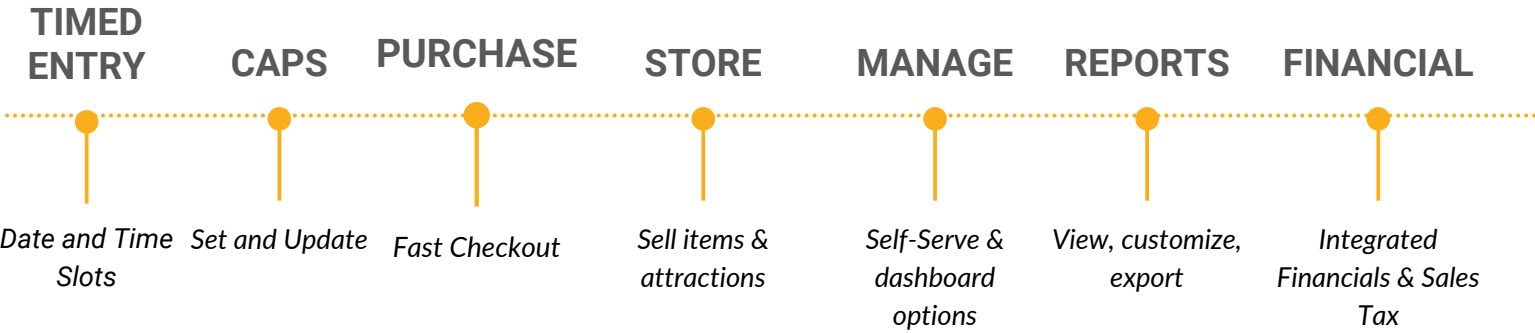 TIMED
ENTRY
CAPS
PURCHASE
STORE
MANAGE
REPORTS
FINANCIAL
Date and Time
Slots
Set and Update
Fast Checkout
Sell items &
attractions
Self-Serve &
dashboard
options
View, customize,
export
Integrated
Financials & Sales
Tax